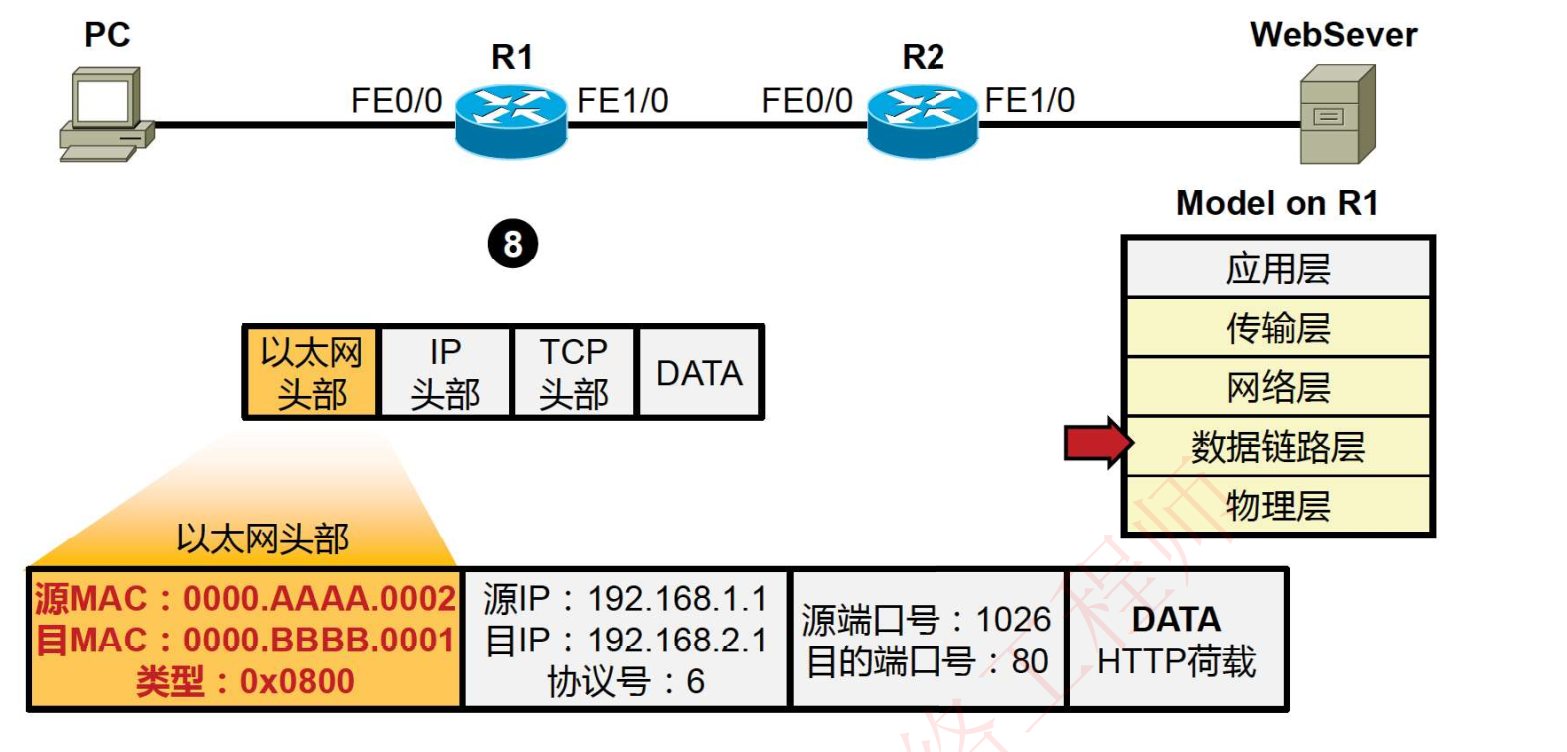 PC
R1
R2
WebSever
FE0/0
FE1/0
FE0/0
FE1/0
Model on R1
8
应用层
传输层
网络层
数据链路层
物理层
以太网
头部
IP
头部
TCP
头部
DATA
以太网头部
源MAC：0000.AAAA.0002
目MAC：0000.BBBB.0001
类型：0x0800
源IP：192.168.1.1
目IP：192.168.2.1
协议号：6
源端口号：1026
目的端口号：80
DATA
HTTP荷载
络工程师